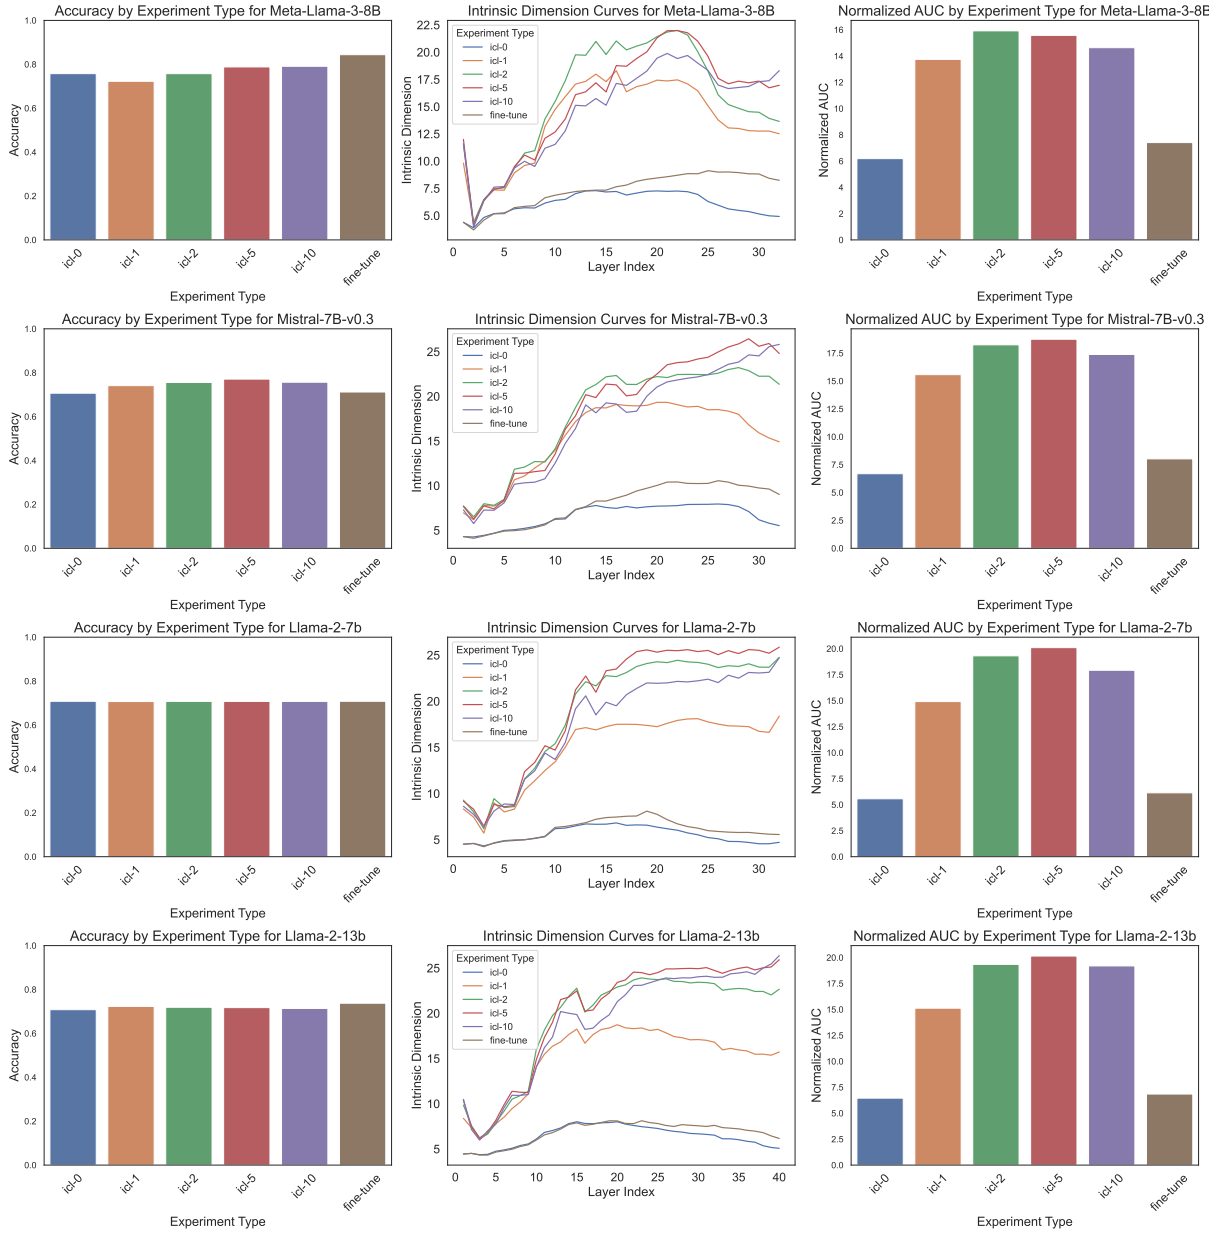 Accuracy by Experiment Type for Meta-Llama-3-8B
Accuracy
1.0
0.8
0.6
0.4
0.2
0.0
icl-0
icl-1
icl-2
icl-5
icl-10
fine-tune
Experiment Type
Intrinsic Dimension Curves for Meta-Llama-3-8B
Intrinsic Dimension
22.5
20.0
17.5
15.0
12.5
10.0
7.5
5.0
Experiment Type
icl-0
icl-1
icl-2
icl-5
icl-10
fine-tune
0 5 10 15 20 25 30
Layer Index
Normalized AUC by Experiment Type for Meta-Llama-3-8B
Normalized AUC
16
14
12
10
8
6
4
2
0
icl-0
icl-1
icl-2
icl-5
icl-10
fine-tune
Experiment Type
Accuracy by Experiment Type for Mistral-7B-v0.3
Accuracy
1.0
0.8
0.6
0.4
0.2
0.0
icl-0
icl-1
icl-2
icl-5
icl-10
fine-tune
Experiment Type
Intrinsic Dimension Curves for Mistral-7B-v0.3
Intrinsic Dimension
25
20
15
10
5
Experiment Type
icl-0
icl-1
icl-2
icl-5
icl-10
fine-tune
0 5 10 15 20 25 30
Layer Index
Normalized AUC by Experiment Type for Mistral-7B-v0.3
Normalized AUC
17.5
15.0
12.5
10.0
7.5
5.0
2.5
0.0
icl-0
icl-1
icl-2
icl-5
icl-10
fine-tune
Experiment Type
Accuracy by Experiment Type for Llama-2-7b
Accuracy
1.0
0.8
0.6
0.4
0.2
0.0
icl-0
icl-1
icl-2
icl-5
icl-10
fine-tune
Experiment Type
Intrinsic Dimension Curves for Llama-2-7b
Intrinsic Dimension
25
20
15
10
5
Experiment Type
icl-0
icl-1
icl-2
icl-5
icl-10
fine-tune
0 5 10 15 20 25 30
Layer Index
Normalized AUC by Experiment Type for Llama-2-7b
Normalized AUC
20.0
17.5
15.0
12.5
10.0
7.5
5.0
2.5
0.0
icl-0
icl-1
icl-2
icl-5
icl-10
fine-tune
Experiment Type
Accuracy by Experiment Type for Llama-2-13b
Accuracy
1.0
0.8
0.6
0.4
0.2
0.0
icl-0
icl-1
icl-2
icl-5
icl-10
fine-tune
Experiment Type
Intrinsic Dimension Curves for Llama-2-13b
Intrinsic Dimension
25
20
15
10
5
Experiment Type
icl-0
icl-1
icl-2
icl-5
icl-10
fine-tune
0 5 10 15 20 25 30 35 40
Layer Index
Normalized AUC by Experiment Type for Llama-2-13b
Normalized AUC
20.0
17.5
15.0
12.5
10.0
7.5
5.0
2.5
0.0
icl-0
icl-1
icl-2
icl-5
icl-10
fine-tune
Experiment Type